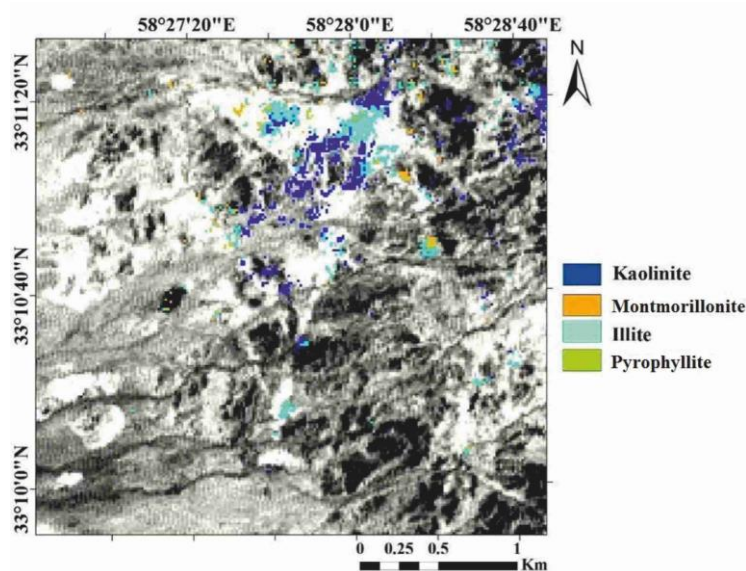 58°27'20"E 58°28'0"E 58°28'40"E
N
33°11'20"N
33°10'40"N
33°10'0"N
Kaolinite
Montmorillonite
Illite
Pyrophyllite
0 0.25 0.5 1
Km